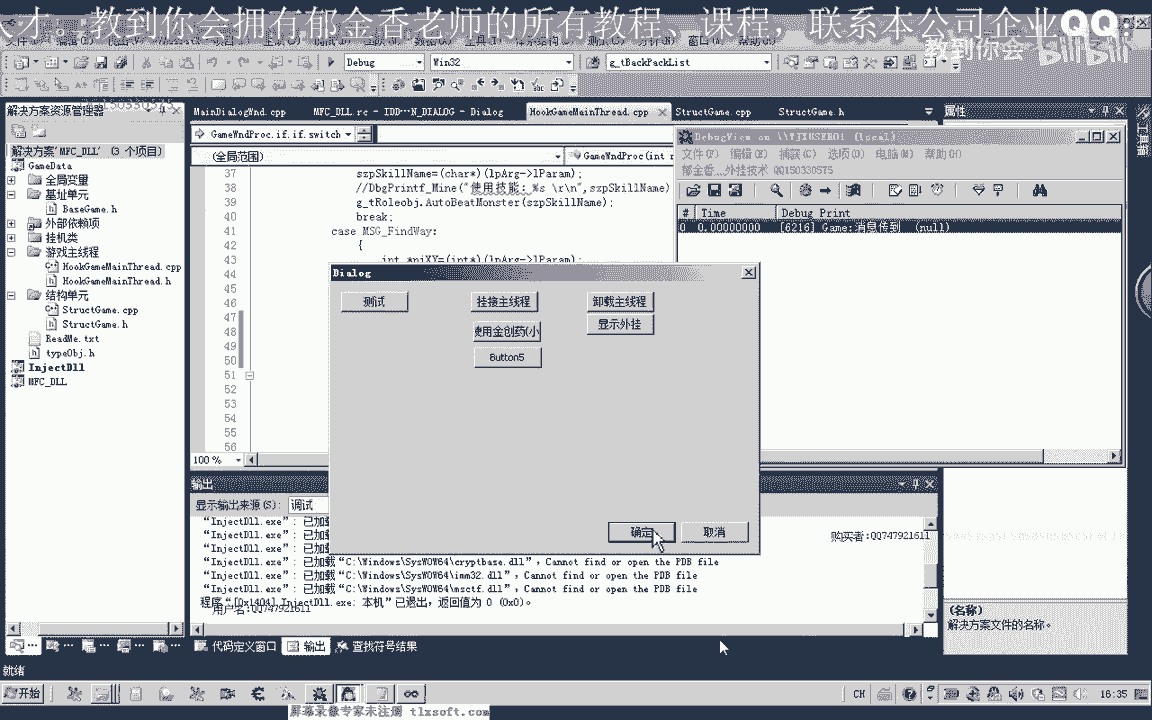 才。教到你会拥有郁金香老师的所有教程、课程，联系本公司企业QQ：
教到你会 bilibili
Debug
Win32
g_tBackPackList
解决方案资源管理器
MainDialogWnd.cpp
MFC_DLL.rc - IDD···N_DIALOG - Dialog
HookGameMainThread.cpp
StructGame.cpp
StructGame.h
属性
GameWndProc.if.if.switch
(全局范围)
GameWndProc(int
解决方案'MFC_DLL' (3 个项目)
GameData
全局变量
基址单元
BaseGame.h
外部依赖项
挂机类
游戏主线程
HookGameMainThread.cpp
HookGameMainThread.h
结构单元
StructGame.cpp
StructGame.h
ReadMe.txt
typeObj.h
InjectDll
MFC_DLL
37 szpSkillName=(char*)(lpArg->lParam);
38 //DbgPrintf_Mine("使用技能：%s \r\n",szpSkillName)
39 g_tRoleobj.AutoBeatMonster(szpSkillName);
40 break;
41 case MSG_FindWay:
42 {
43 int *piXY=(int*)(lpArg->lParam);
44
45
46
47
48
49
50
51
52
53
54
55
56
100 %
DebugView on \\YJXUSER01 (local)
文件(F) 编辑(E) 捕获(C) 选项(O) 电脑(M) 帮助(H)
郁金香...外挂技术 QQ150330575
# Time Debug Print
0 0.00000000 [6216] Game:消息传到 (null)
Dialog
测试
挂接主线程
卸载主线程
使用金创药(小
显示外挂
Button5
确定
取消
输出
显示输出来源(S): 调试
“InjectDll.exe”: 已加载
“InjectDll.exe”: 已加载
“InjectDll.exe”: 已加载
“InjectDll.exe”: 已加载“C:\Windows\SysWOW64\cryptbase.dll”，Cannot find or open the PDB file
“InjectDll.exe”: 已加载“C:\Windows\SysWOW64\imm32.dll”，Cannot find or open the PDB file
“InjectDll.exe”: 已加载“C:\Windows\SysWOW64\msctf.dll”，Cannot find or open the PDB file
程序“[0x1404] InjectDll.exe: 本机”已退出，返回值为 0 (0x0)。
用户名:QQ747921611
购买者:QQ747921611
代码定义窗口
输出
查找符号结果
(名称)
解决方案文件的名称。
就绪
开始
CH
16:35
屏幕录像专家未注册 tlxsoft.com